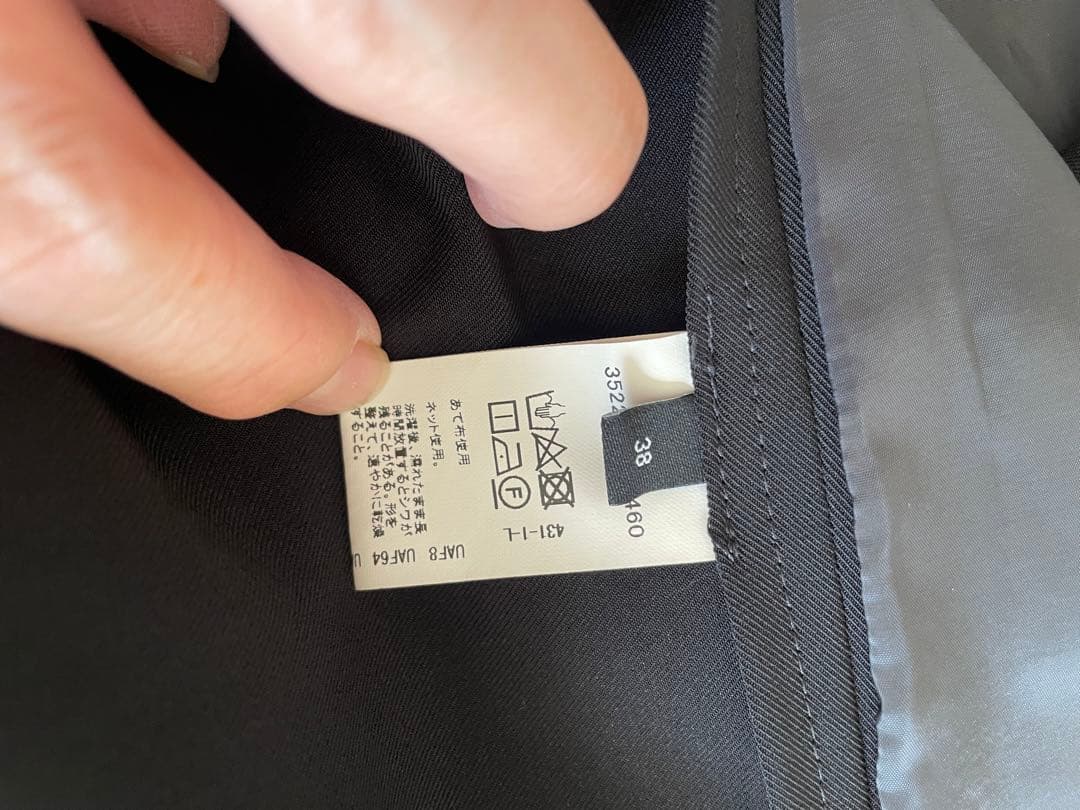 3522
38
460
431-1-L
F
あて布使用
ネット使用。
洗濯後、濡れたまま長
時間放置するとシワが
残ることがある。形を
整えて、速やかに乾燥
すること。
UAF8
UAF64
U